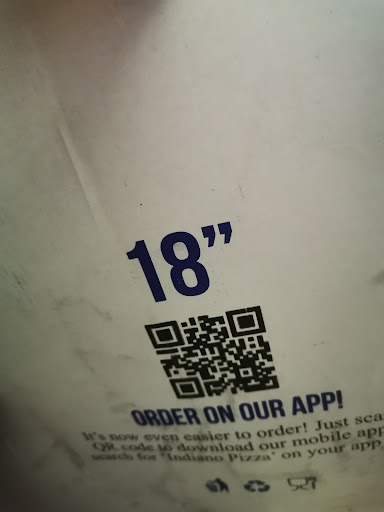 18”
ORDER ON OUR APP!
It's now even easier to order! Just
QR code to download our mobile app
search for "Indiano Pizza" on your app